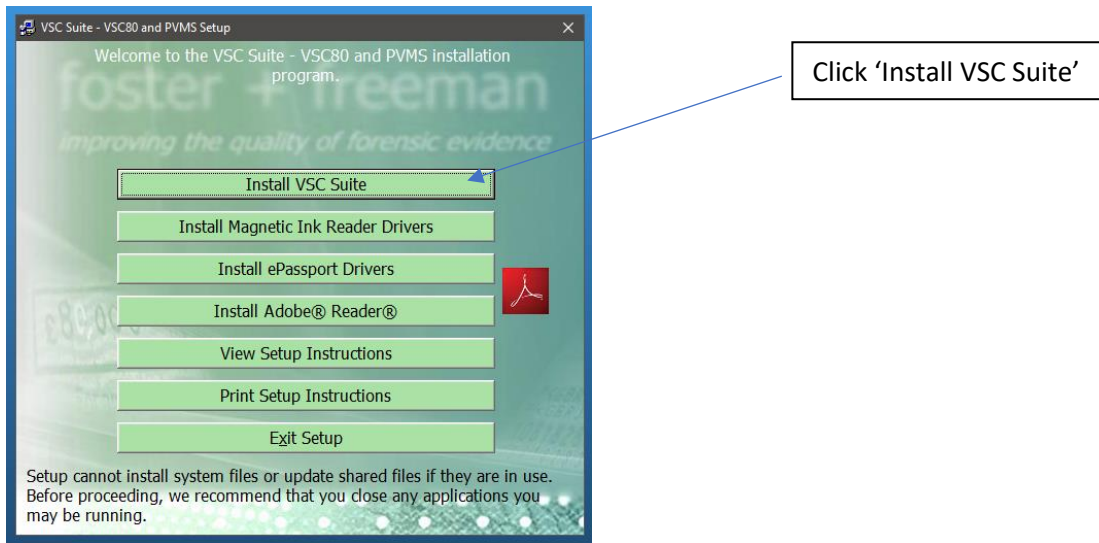 VSC Suite - VSC80 and PVMS Setup
Welcome to the VSC Suite - VSC80 and PVMS installation
program.
foster + freeman
improving the quality of forensic evidence
Install VSC Suite
Install Magnetic Ink Reader Drivers
Install ePassport Drivers
Install Adobe® Reader®
View Setup Instructions
Print Setup Instructions
Exit Setup
Setup cannot install system files or update shared files if they are in use.
Before proceeding, we recommend that you close any applications you
may be running.
Click ‘Install VSC Suite’